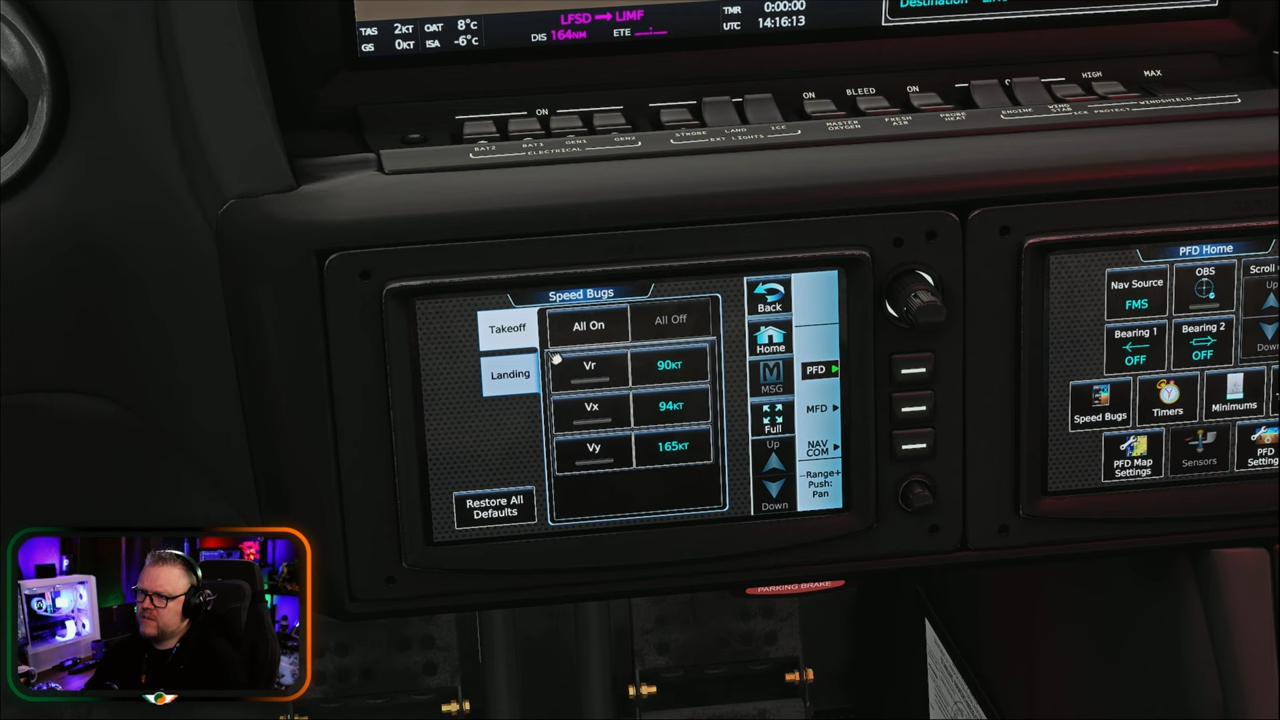 TAS 2KT OAT 8°C
GS 0KT ISA -6°C
LFSD → LIMF
DIS 164NM ETE
TMR 0:00:00
UTC 14:16:13
ON
ON BLEED ON
HIGH MAX
BAT2 BAT1 GEN1 GEN2
ELECTRICAL
STROBE LAND ICE
EXT LIGHTS
MASTER OXYGEN
FRESH AIR
PROBE HEAT
ENGINE WING STAB WINDSHIELD
ICE PROTECT
Speed Bugs
Takeoff
Landing
All On
All Off
Vr 90KT
Vx 94KT
Vy 165KT
Restore All
Defaults
Back
Home
MSG
Full
Up
Down
PFD
MFD
NAV
COM
–Range+
Push:
Pan
PFD Home
Nav Source
FMS
OBS
Up
Down
Bearing 1
OFF
Bearing 2
OFF
Speed Bugs
Timers
Minimums
PFD Map
Settings
Sensors
PARKING BRAKE